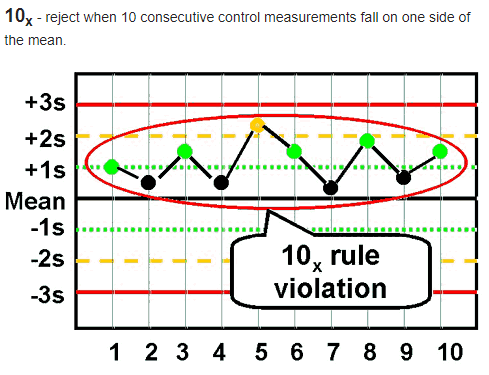 10x - reject when 10 consecutive control measurements fall on one side of
the mean.
+3s
+2s
+1s
Mean
-1s
-2s
-3s
10x rule
violation
1 2 3 4 5 6 7 8 9 10